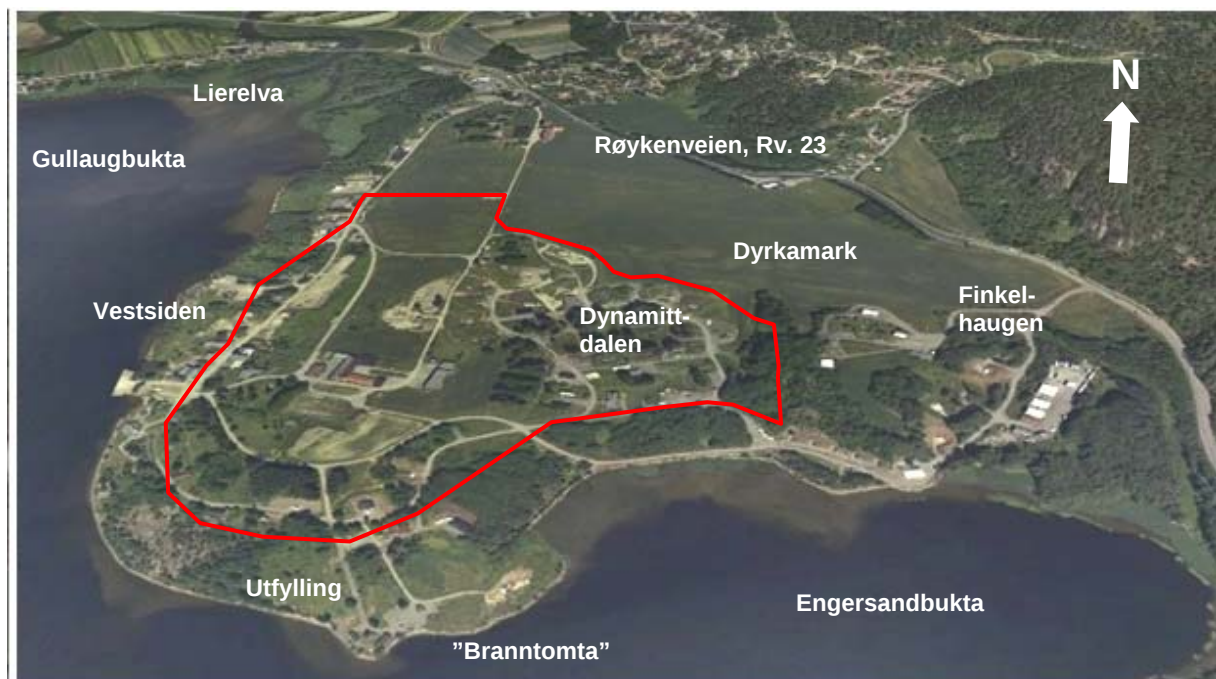 Lierelva
N
Gullaugbukta
Røykenveien, Rv. 23
Dyrkamark
Vestsiden
Finkel-
haugen
Dynamitt-
dalen
Utfylling
Engersandbukta
”Branntomta”